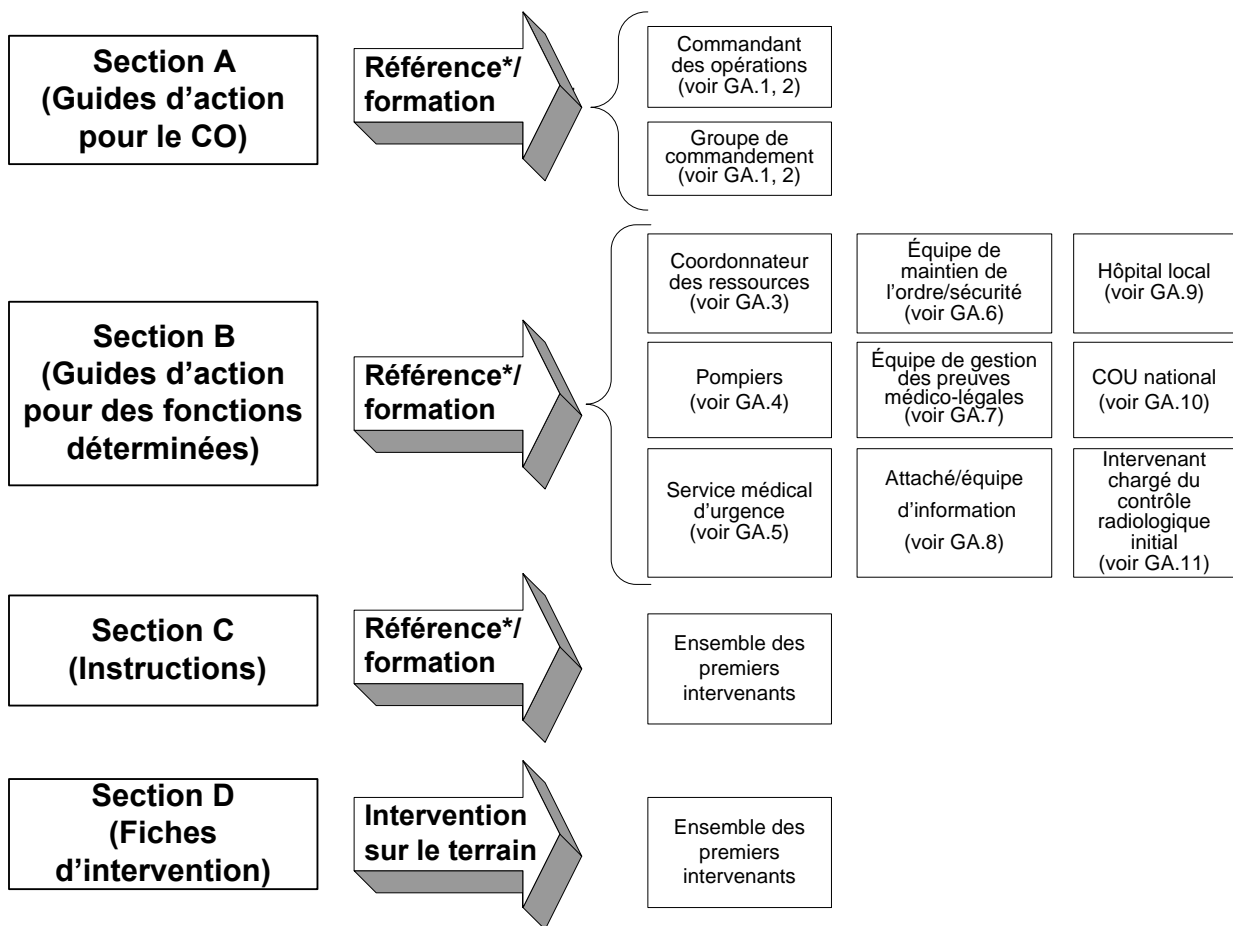 Section A
(Guides d’action
pour le CO)
Référence*/
formation
Commandant
des opérations
(voir GA.1, 2)
Groupe de
commandement
(voir GA.1, 2)
Section B
(Guides d’action
pour des fonctions
déterminées)
Référence*/
formation
Coordonnateur
des ressources
(voir GA.3)
Équipe de
maintien de
l’ordre/sécurité
(voir GA.6)
Hôpital local
(voir GA.9)
Pompiers
(voir GA.4)
Équipe de gestion
des preuves
médico-légales
(voir GA.7)
COU national
(voir GA.10)
Service médical
d’urgence
(voir GA.5)
Attaché/équipe
d’information
(voir GA.8)
Intervenant
chargé du
contrôle
radiologique
initial
(voir GA.11)
Section C
(Instructions)
Référence*/
formation
Ensemble des
premiers
intervenants
Section D
(Fiches
d’intervention)
Intervention
sur le terrain
Ensemble des
premiers
intervenants